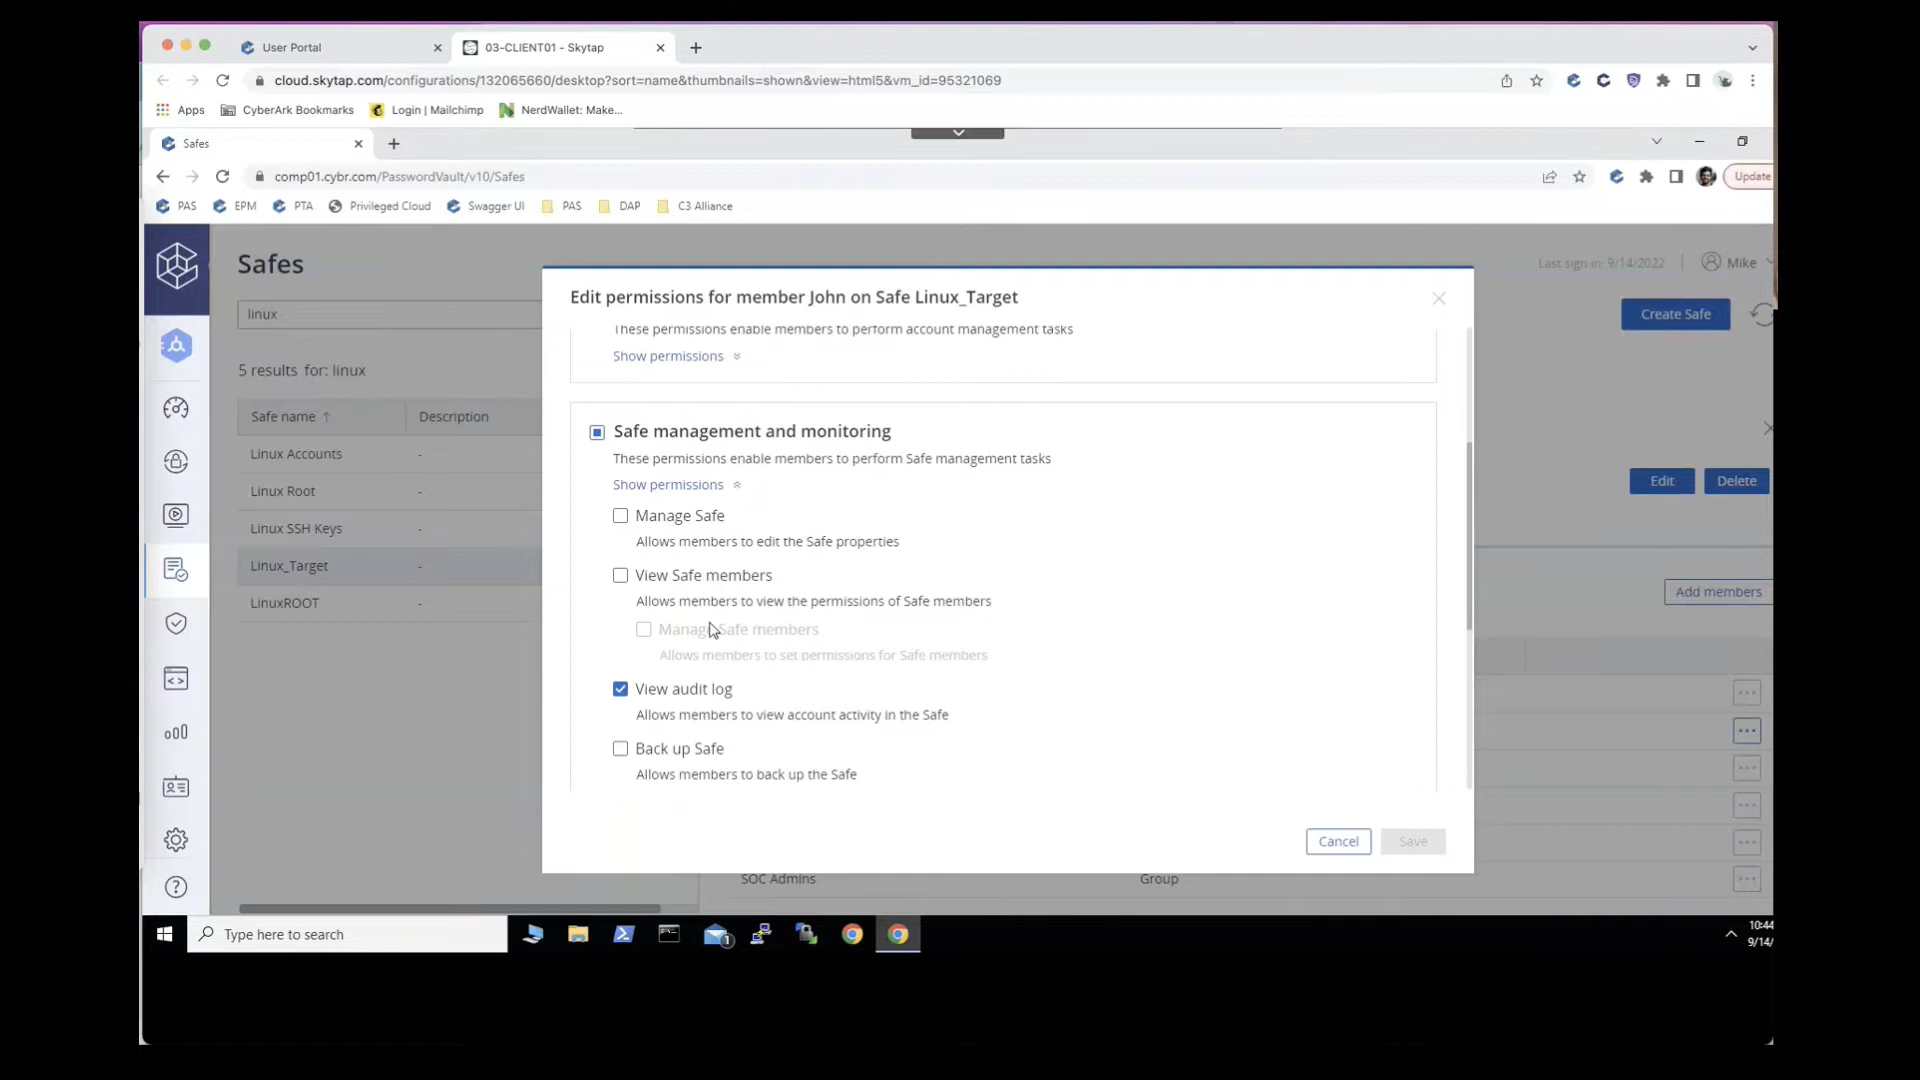 User Portal
03-CLIENT01 - Skytap
cloud.skytap.com/configurations/132065660/desktop?sort=name&thumbnails=shown&view=html5&vm_id=95321069
Apps CyberArk Bookmarks Login | Mailchimp NerdWallet: Make...
Safes
comp01.cybr.com/PasswordVault/v10/Safes
Update
PAS EPM PTA Privileged Cloud Swagger UI PAS DAP C3 Alliance
Safes
Last sign in: 9/14/2022 | Mike
linux
Create Safe
5 results for: linux
Safe name ↑ Description
Linux Accounts -
Linux Root -
Linux SSH Keys -
Linux_Target -
LinuxROOT -
Edit permissions for member John on Safe Linux_Target
These permissions enable members to perform account management tasks
Show permissions
Safe management and monitoring
These permissions enable members to perform Safe management tasks
Show permissions
Manage Safe
Allows members to edit the Safe properties
View Safe members
Allows members to view the permissions of Safe members
Manage Safe members
Allows members to set permissions for Safe members
View audit log
Allows members to view account activity in the Safe
Back up Safe
Allows members to back up the Safe
Cancel Save
Edit Delete
Add members
SOC Admins Group
Type here to search
1
10:44
9/14/